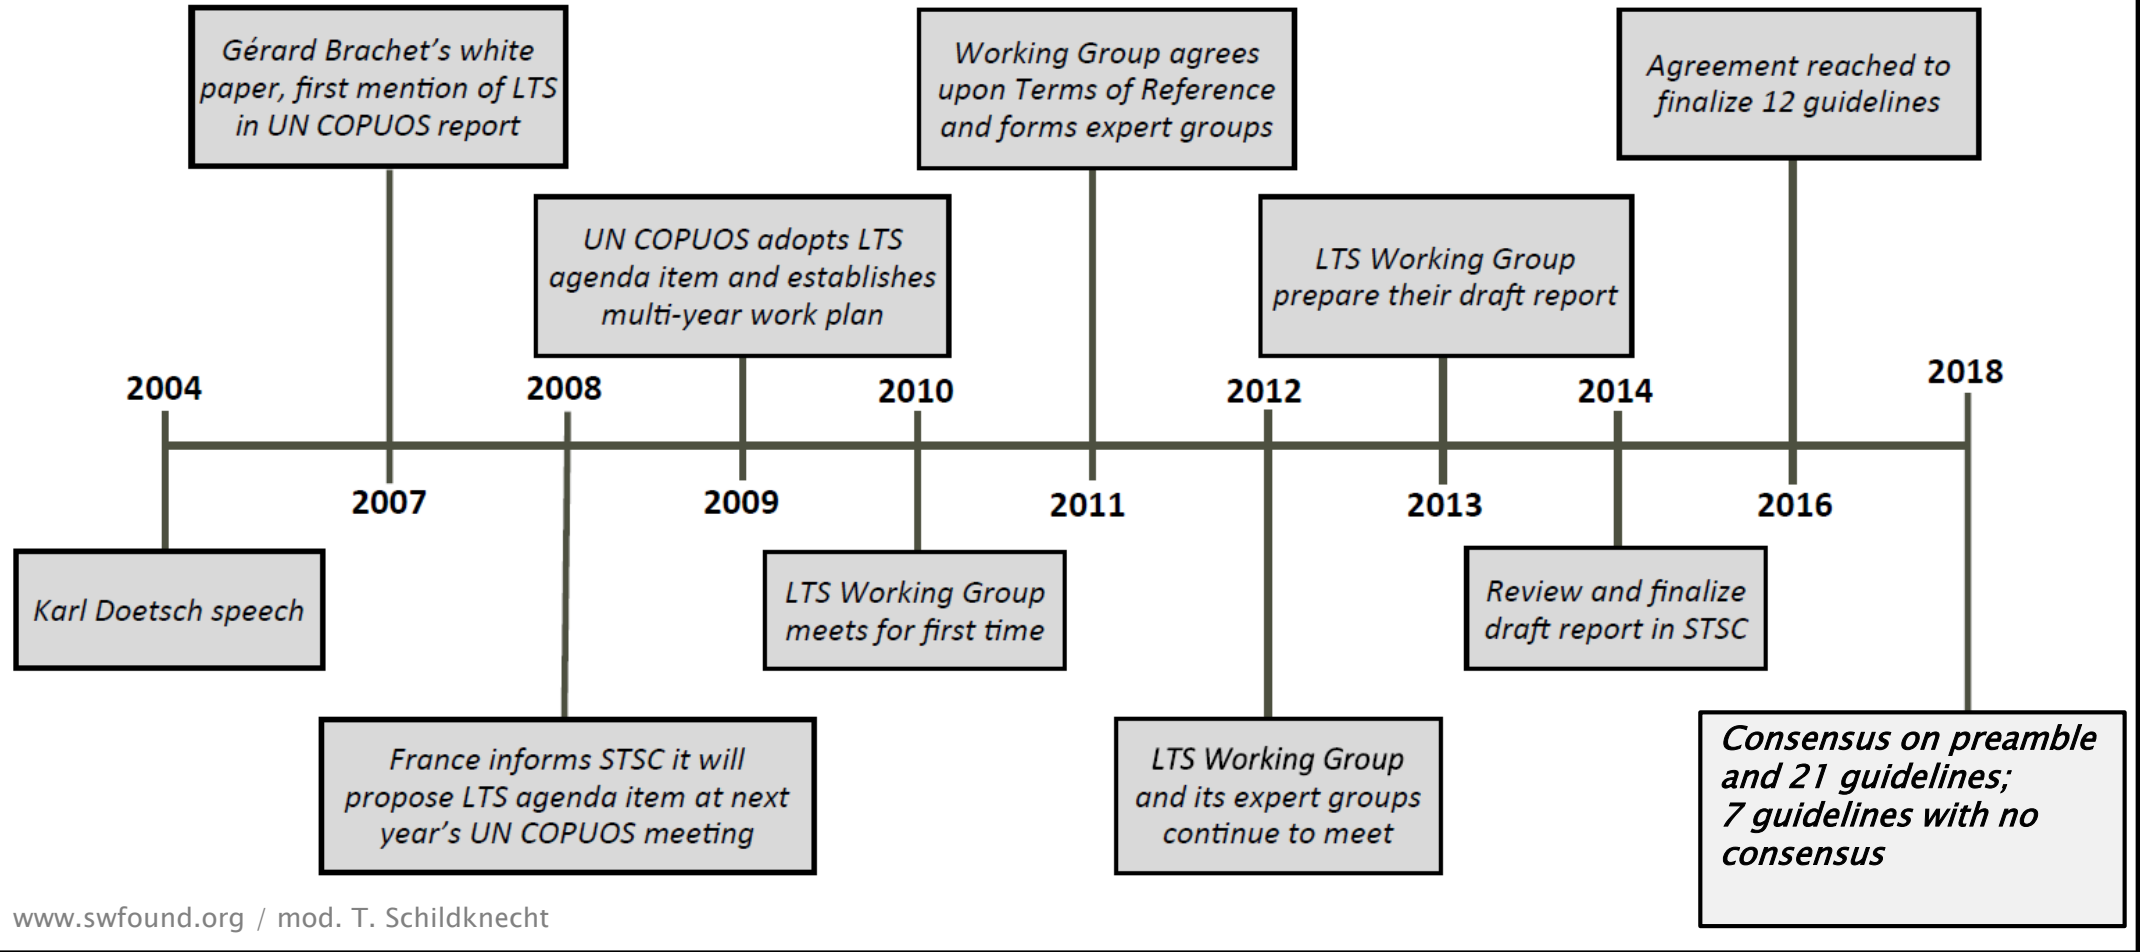 Gérard Brachet’s white
paper, first mention of LTS
in UN COPUOS report
Working Group agrees
upon Terms of Reference
and forms expert groups
Agreement reached to
finalize 12 guidelines
UN COPUOS adopts LTS
agenda item and establishes
multi-year work plan
LTS Working Group
prepare their draft report
2004
2008
2010
2012
2014
2018
2007
2009
2011
2013
2016
Karl Doetsch speech
LTS Working Group
meets for first time
Review and finalize
draft report in STSC
France informs STSC it will
propose LTS agenda item at next
year’s UN COPUOS meeting
LTS Working Group
and its expert groups
continue to meet
Consensus on preamble
and 21 guidelines;
7 guidelines with no
consensus
www.swfound.org / mod. T. Schildknecht